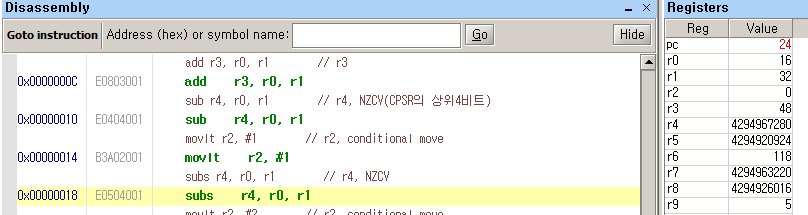 Disassembly
Registers
Goto instruction Address (hex) or symbol name: Go Hide
Reg Value
add r3, r0, r1 // r3
0x0000000C E0803001 add r3, r0, r1
sub r4, r0, r1 // r4, NZCV(CPSR의 상위4비트)
0x00000010 E0404001 sub r4, r0, r1
movlt r2, #1 // r2, conditional move
0x00000014 B3A02001 movlt r2, #1
subs r4, r0, r1 // r4, NZCV
0x00000018 E0504001 subs r4, r0, r1
movlt r2, #2 // r2, conditional move
pc 24
r0 16
r1 32
r2 0
r3 48
r4 4294967280
r5 4294920924
r6 118
r7 4294963220
r8 4294926016
r9 5